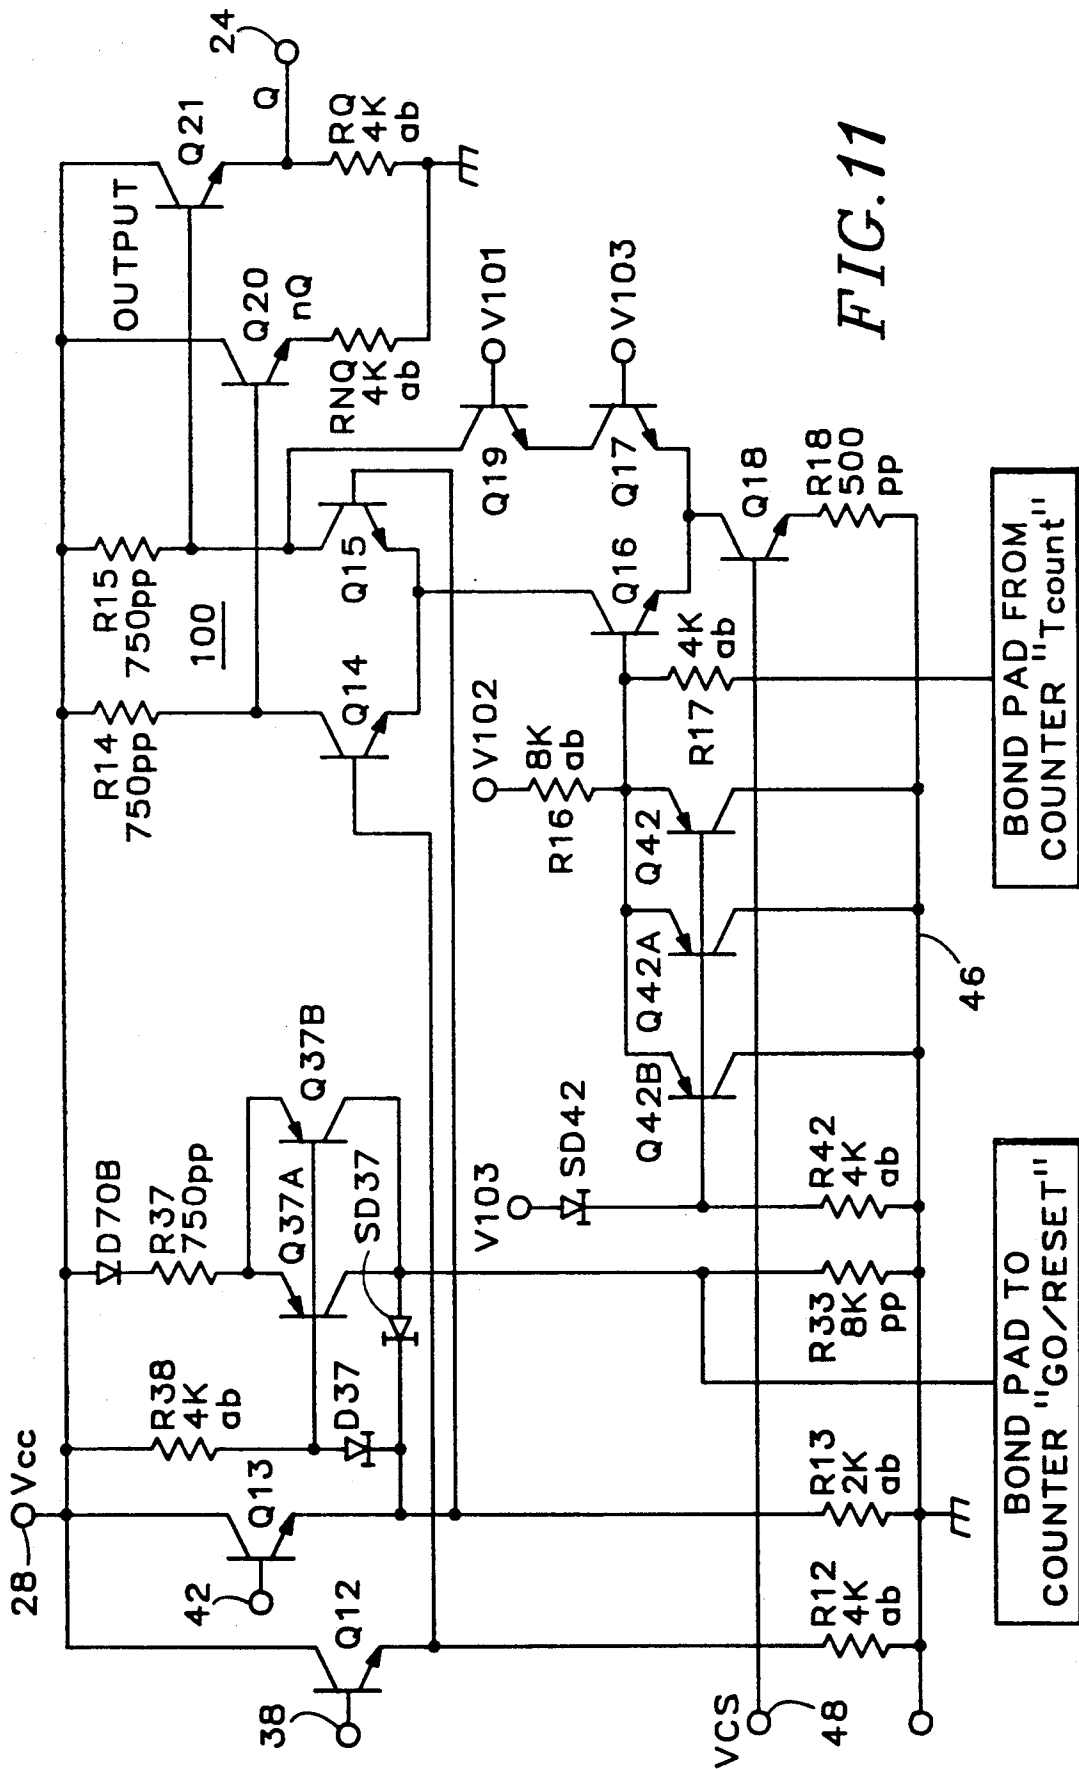 28
Vcc
42
Q13
38
Q12
R38
4K
ab
D70B
R37
750pp
Q37A
Q37B
SD37
D37
R14
750pp
R15
750pp
100
Q14
Q15
OUTPUT
Q20
nQ
Q21
Q
24
RNQ
4K
ab
RQ
4K
ab
V103
SD42
Q42B
Q42A
Q42
V102
8K
ab
R16
R17
4K
ab
Q16
Q19
V101
Q17
V103
Q18
R18
500
pp
VCS
48
R12
4K
ab
R13
2K
ab
R33
8K
pp
R42
4K
ab
46
BOND PAD TO
COUNTER "GO/RESET"
BOND PAD FROM
COUNTER "Tcount"
FIG.11